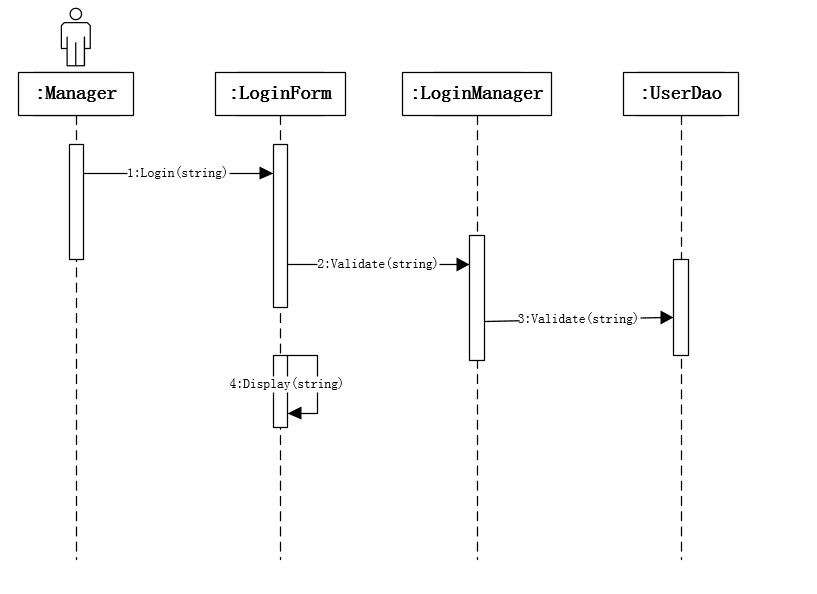 :Manager
:LoginForm
:LoginManager
:UserDao
1:Login(string)
2:Validate(string)
3:Validate(string)
4:Display(string)